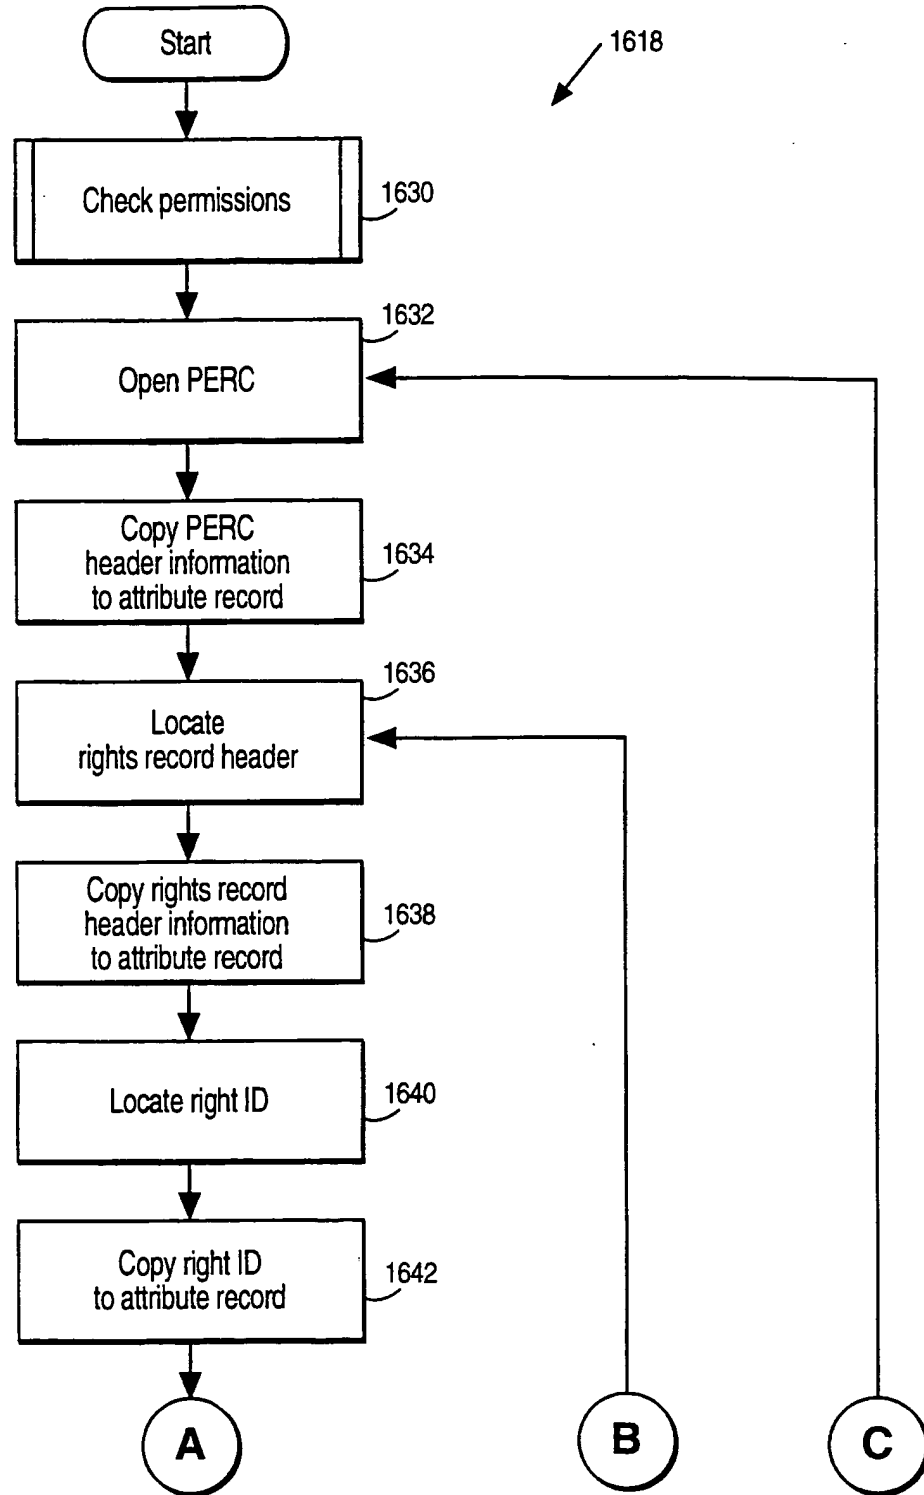 Start
1618
Check permissions
1630
1632
Open PERC
Copy PERC
header information
to attribute record
1634
1636
Locate
rights record header
Copy rights record
header information
to attribute record
1638
Locate right ID
1640
Copy right ID
to attribute record
1642
A
B
C